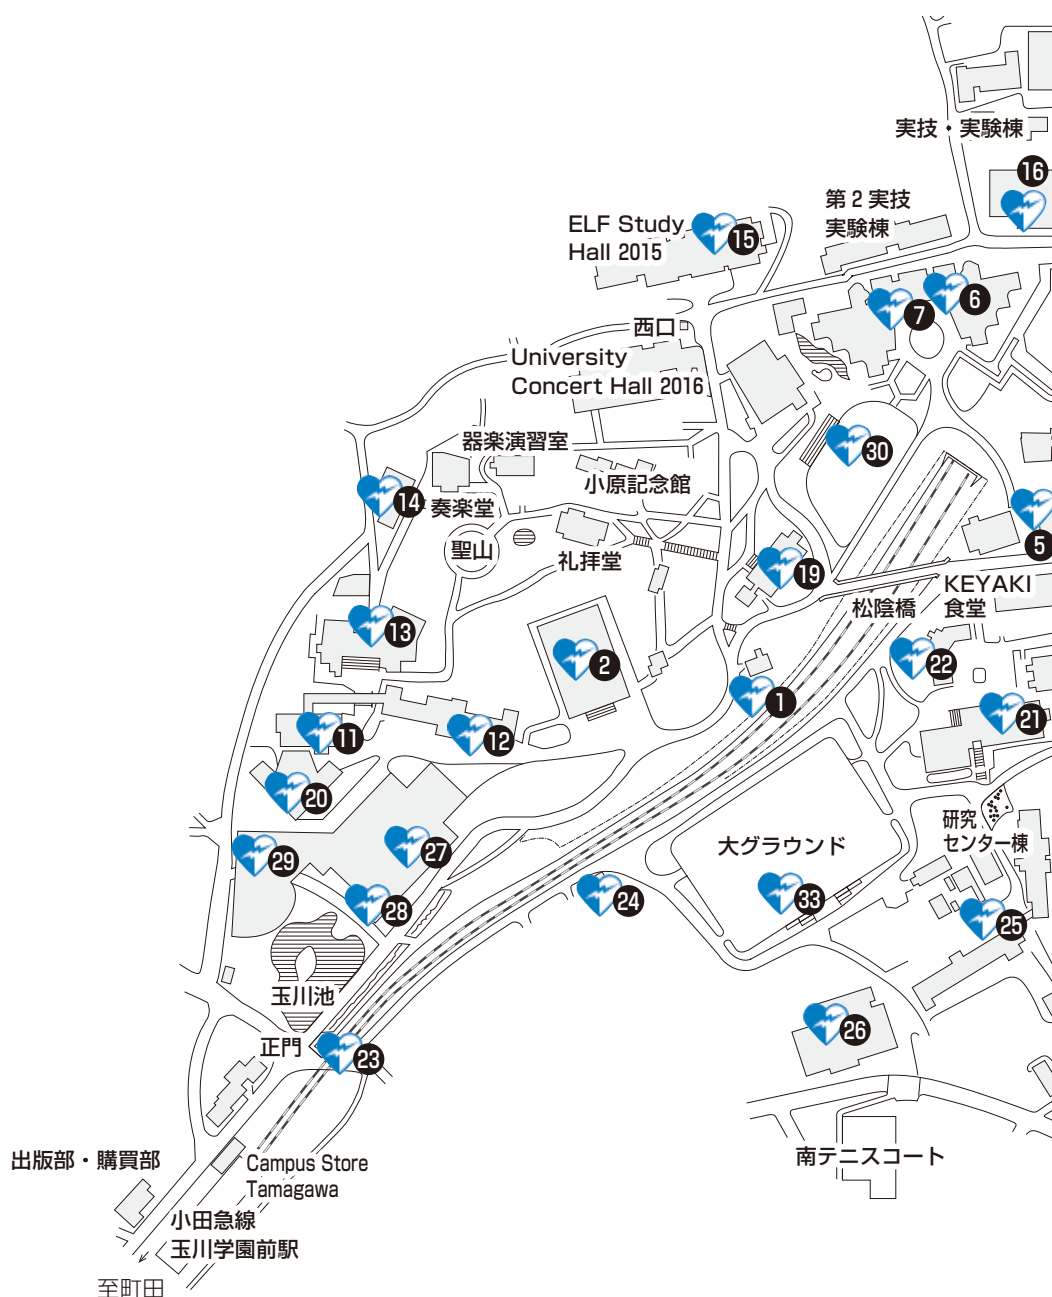 実技・実験棟
16
第2実技
実験棟
ELF Study
Hall 2015
15
6
7
西口
University
Concert Hall 2016
30
器楽演習室
小原記念館
14
奏楽堂
5
聖山
礼拝堂
19
KEYAKI
食堂
松陰橋
13
2
22
1
21
11
12
20
研究
センター棟
大グラウンド
27
29
33
24
28
25
玉川池
26
正門
23
出版部・購買部
Campus Store
Tamagawa
南テニスコート
小田急線
玉川学園前駅
至町田